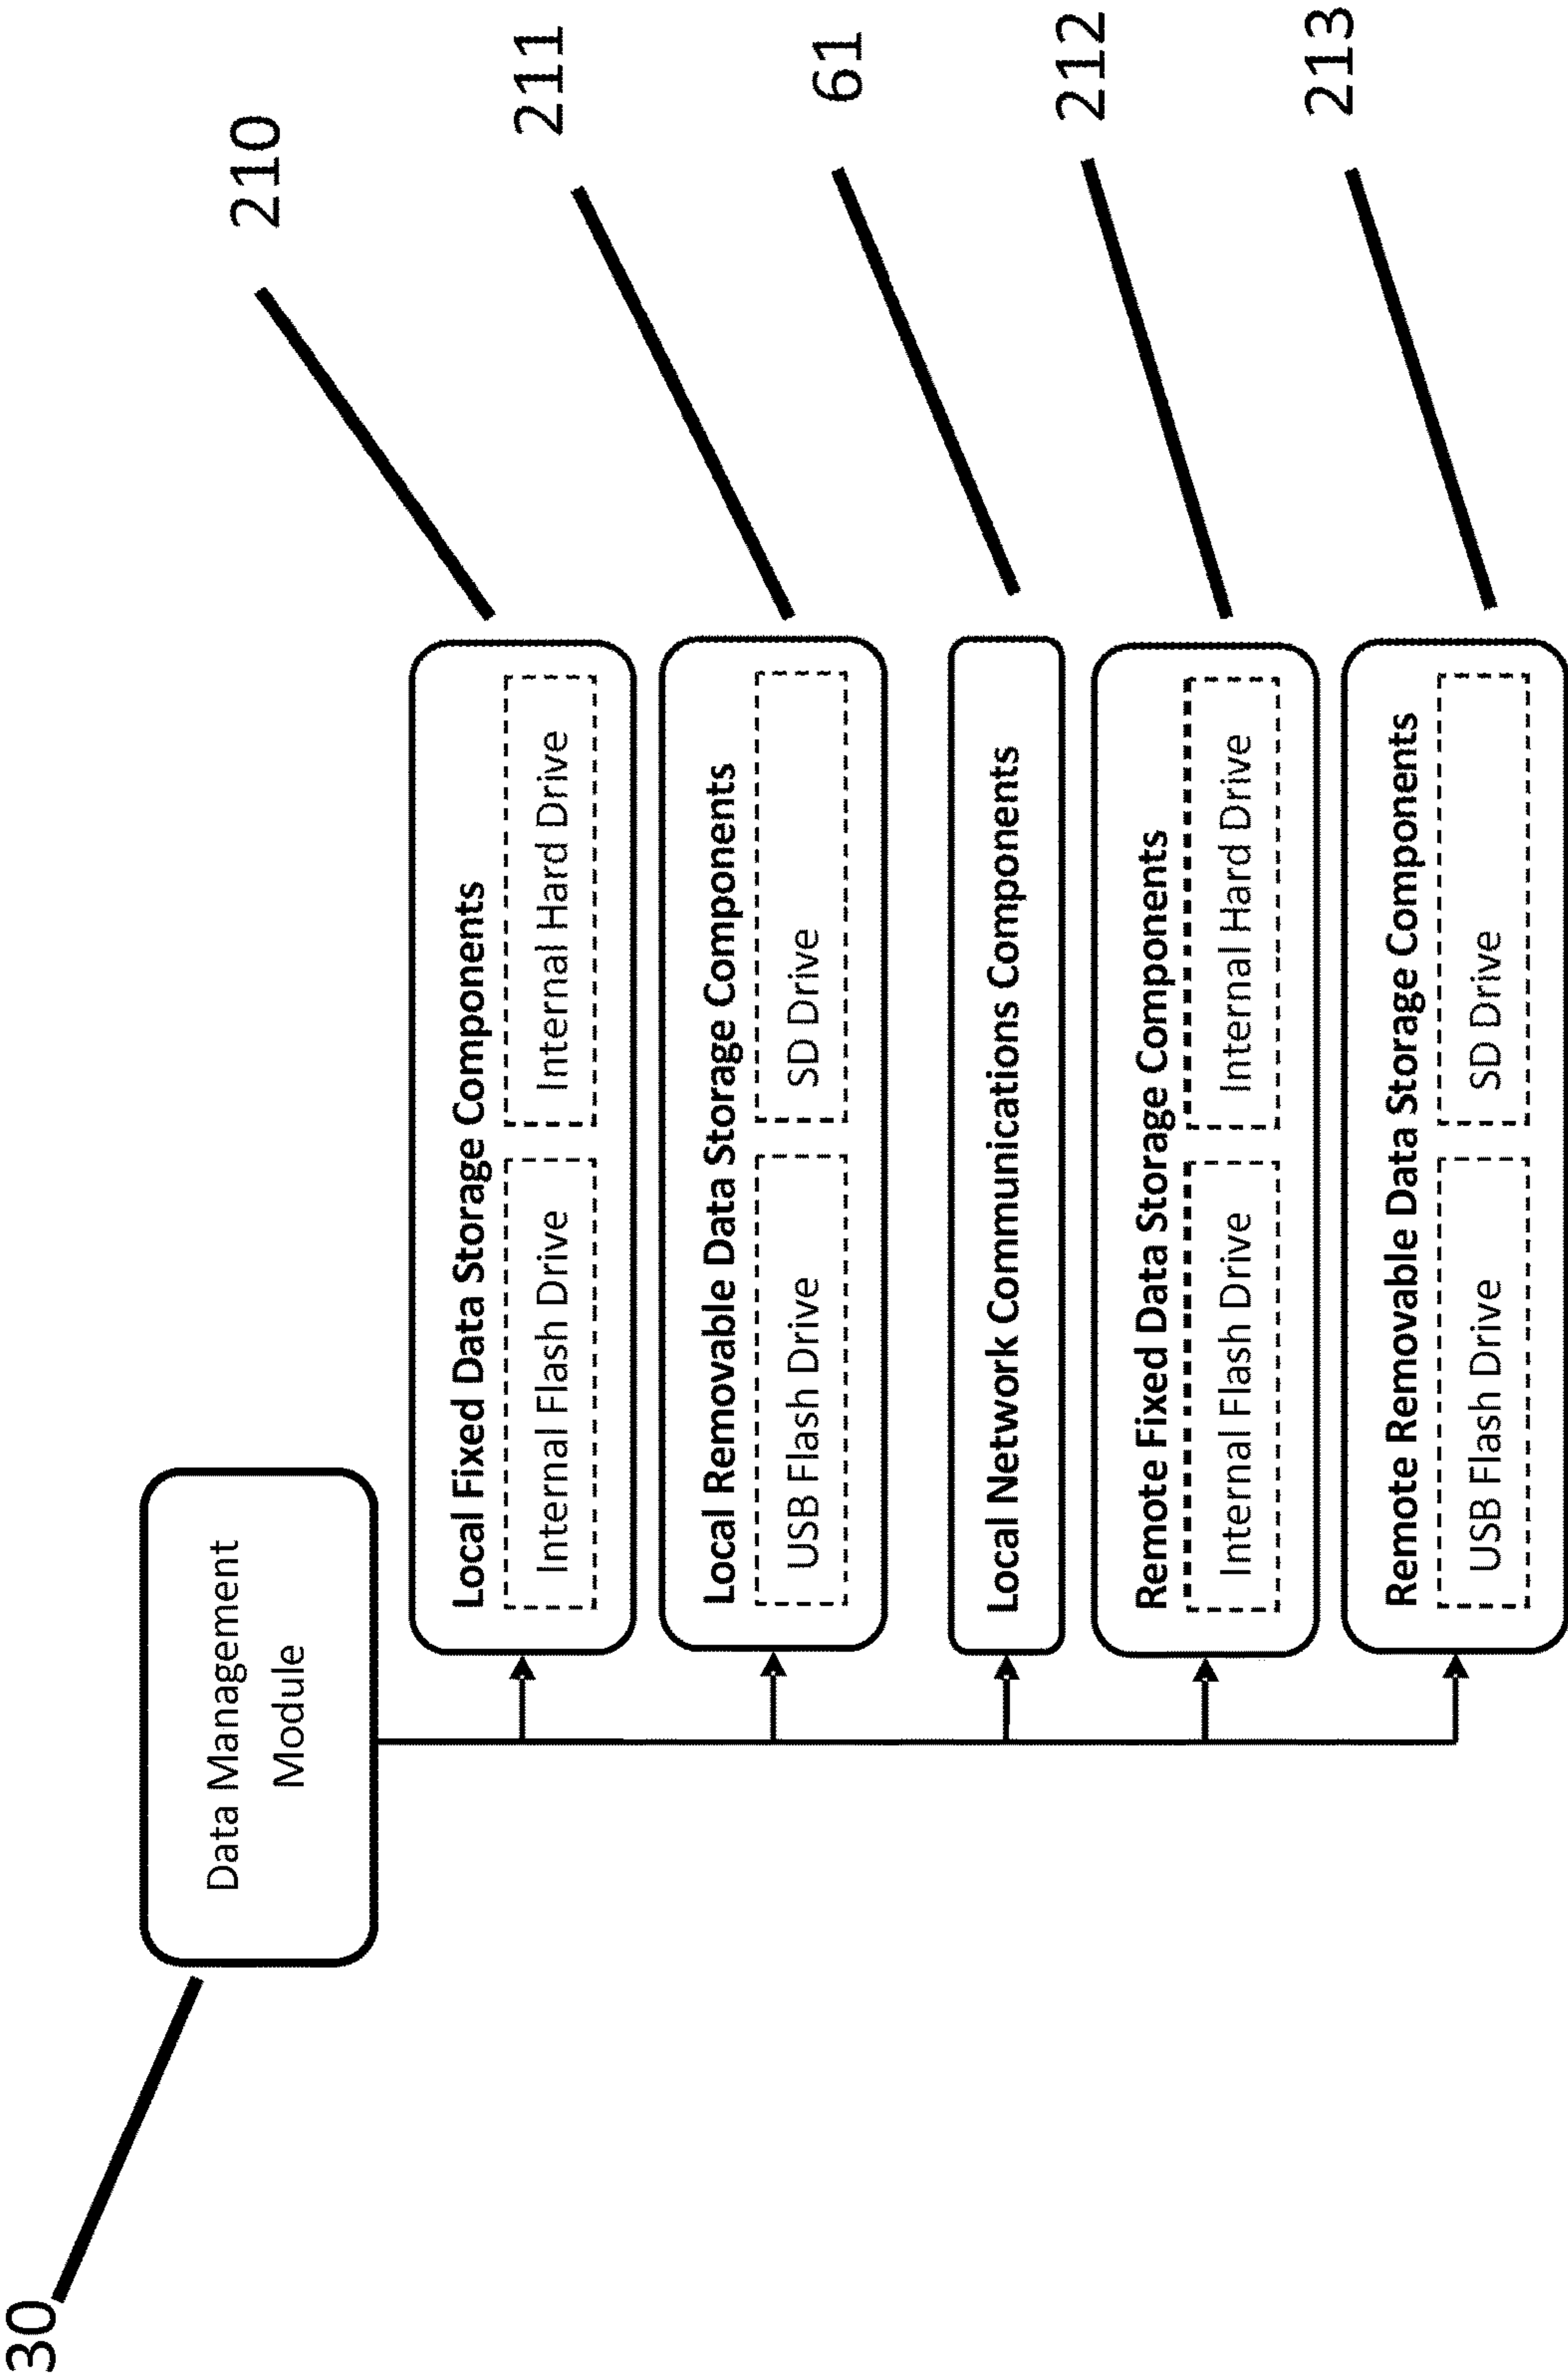 30
Data Management
Module
210
Local Fixed Data Storage Components
Internal Flash Drive
Internal Hard Drive
211
Local Removable Data Storage Components
USB Flash Drive
SD Drive
61
Local Network Communications Components
212
Remote Fixed Data Storage Components
Internal Flash Drive
Internal Hard Drive
213
Remote Removable Data Storage Components
USB Flash Drive
SD Drive